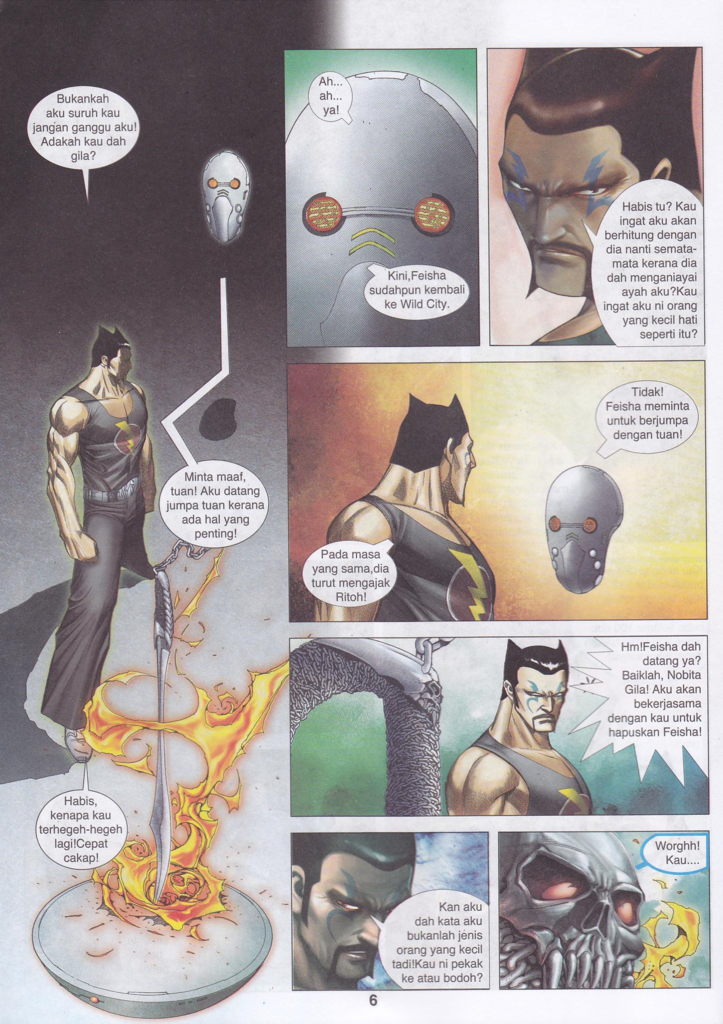 Bukankah
aku suruh kau
jangan ganggu aku!
Adakah kau dah
gila?
Minta maaf,
tuan! Aku datang
jumpa tuan kerana
ada hal yang
penting!
Habis,
kenapa kau
terhegeh-hegeh
lagi!Cepat
cakap!
Ah...
ah...
ya!
Kini,Feisha
sudahpun kembali
ke Wild City.
Habis tu? Kau
ingat aku akan
berhitung dengan
dia nanti semata-
mata kerana dia
dah menganiayai
ayah aku?Kau
ingat aku ni orang
yang kecil hati
seperti itu?
Tidak!
Feisha meminta
untuk berjumpa
dengan tuan!
Pada masa
yang sama,dia
turut mengajak
Ritoh!
Hm!Feisha dah
datang ya?
Baiklah, Nobita
Gila! Aku akan
bekerjasama
dengan kau untuk
hapuskan Feisha!
Kan aku
dah kata aku
bukanlah jenis
orang yang kecil
tadi!Kau ni pekak
ke atau bodoh?
Worghh!
Kau....
6